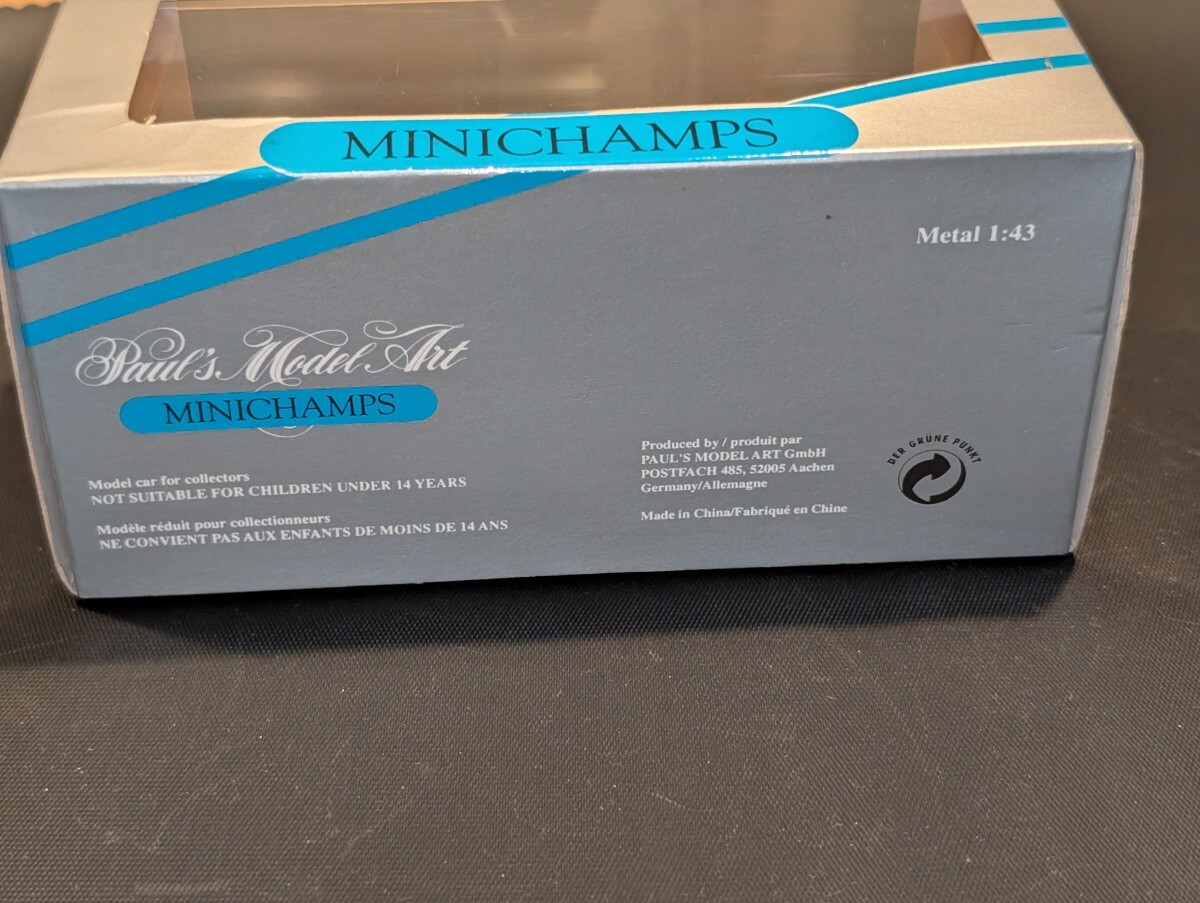 MINICHAMPS
Metal 1:43
Paul's Model Art
MINICHAMPS
Model car for collectors
NOT SUITABLE FOR CHILDREN UNDER 14 YEARS
Modèle réduit pour collectionneurs
NE CONVIENT PAS AUX ENFANTS DE MOINS DE 14 ANS
Produced by / produit par
PAUL'S MODEL ART GmbH
POSTFACH 485, 52005 Aachen
Germany/Allemagne
Made in China/Fabriqué en Chine
DER GRÜNE PUNKT